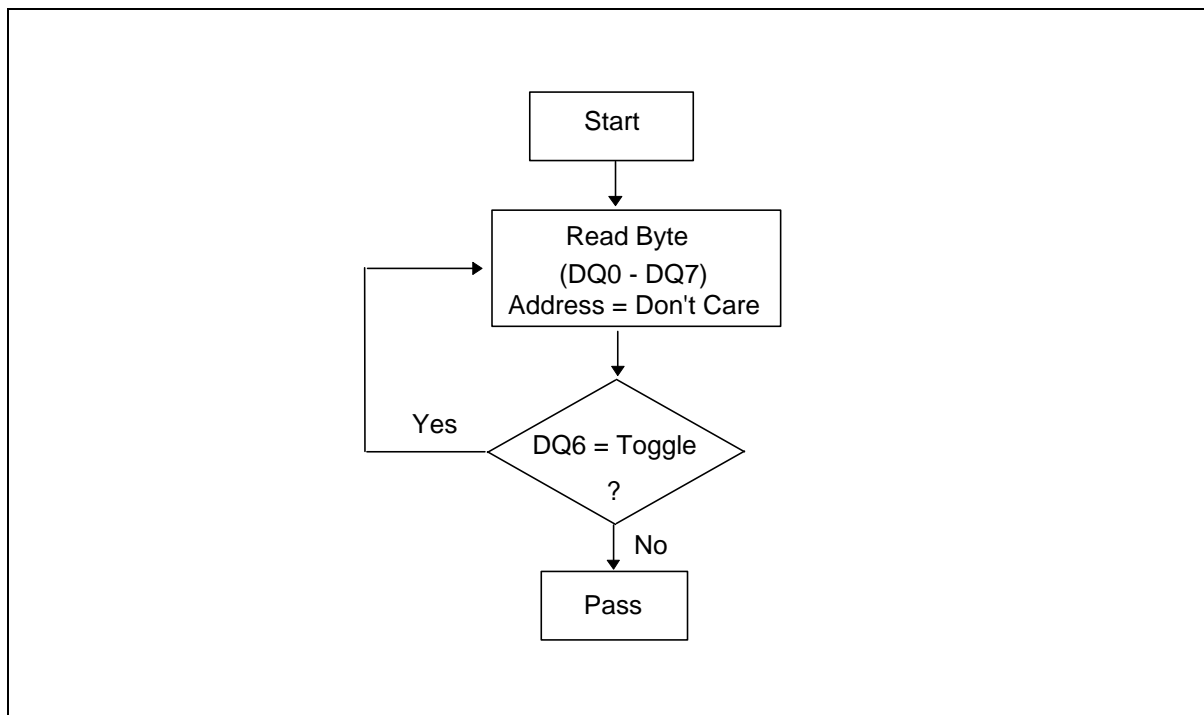 Start
Read Byte
(DQ0 - DQ7)
Address = Don't Care
Yes
DQ6 = Toggle
?
No
Pass